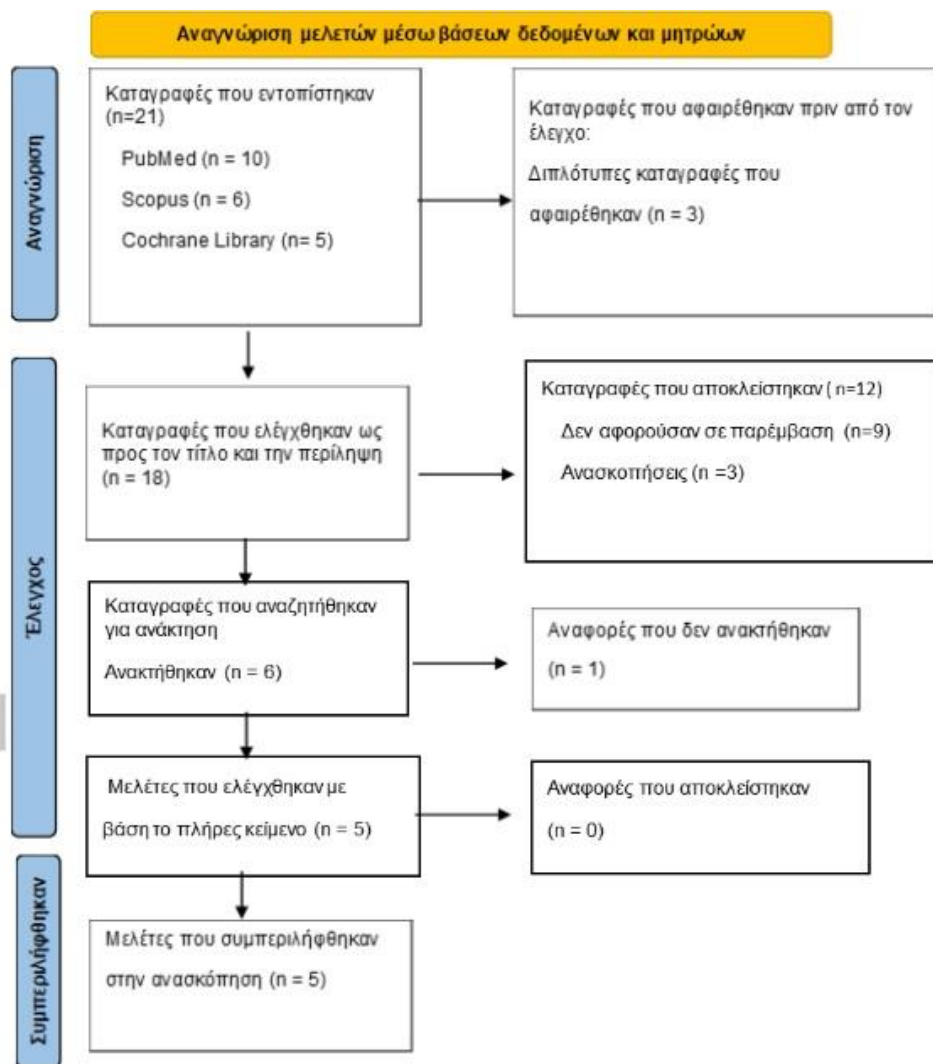 Αναγνώριση μελετών μέσω βάσεων δεδομένων και μητρώων
Αναγνώριση
Καταγραφές που εντοπίστηκαν
(n=21)
PubMed (n = 10)
Scopus (n = 6)
Cochrane Library (n= 5)
Καταγραφές που αφαιρέθηκαν πριν από τον
έλεγχο:
Διπλότυπες καταγραφές που
αφαιρέθηκαν (n = 3)
Έλεγχος
Καταγραφές που ελέγχθηκαν ως
προς τον τίτλο και την περίληψη
(n = 18)
Καταγραφές που αποκλείστηκαν ( n=12)
Δεν αφορούσαν σε παρέμβαση (n=9)
Ανασκοπήσεις (n =3)
Καταγραφές που αναζητήθηκαν
για ανάκτηση
Ανακτήθηκαν (n = 6)
Αναφορές που δεν ανακτήθηκαν
(n = 1)
Μελέτες που ελέγχθηκαν με
βάση το πλήρες κείμενο (n = 5)
Αναφορές που αποκλείστηκαν
(n = 0)
Συμπεριλήφθηκαν
Μελέτες που συμπεριλήφθηκαν
στην ανασκόπηση (n = 5)